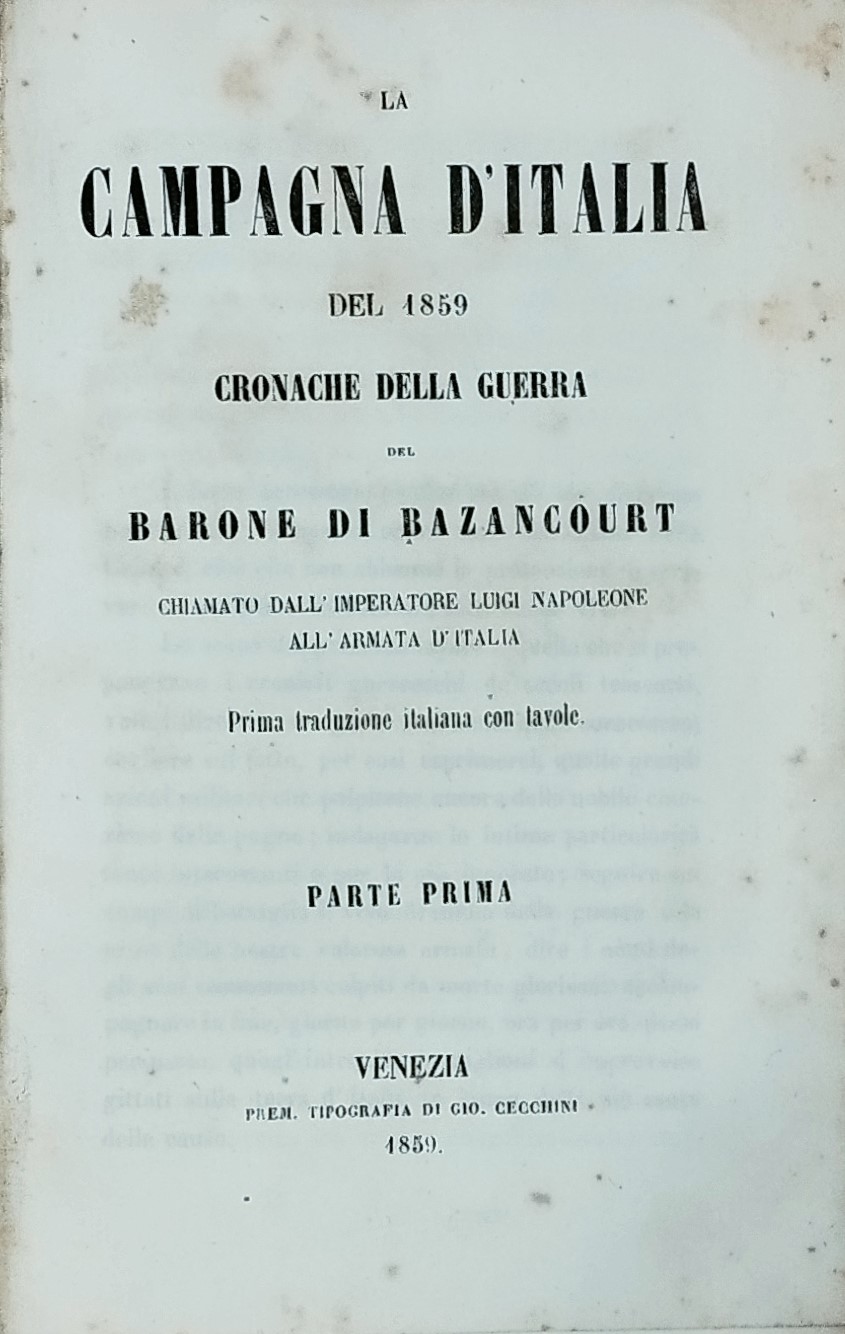 LA
CAMPAGNA D'ITALIA
DEL 1859
CRONACHE DELLA GUERRA
DEL
BARONE DI BAZANCOURT
CHIAMATO DALL' IMPERATORE LUIGI NAPOLEONE
ALL' ARMATA D' ITALIA
Prima traduzione italiana con tavole.
PARTE PRIMA
VENEZIA
PREM. TIPOGRAFIA DI GIO. CECCHINI
1859.